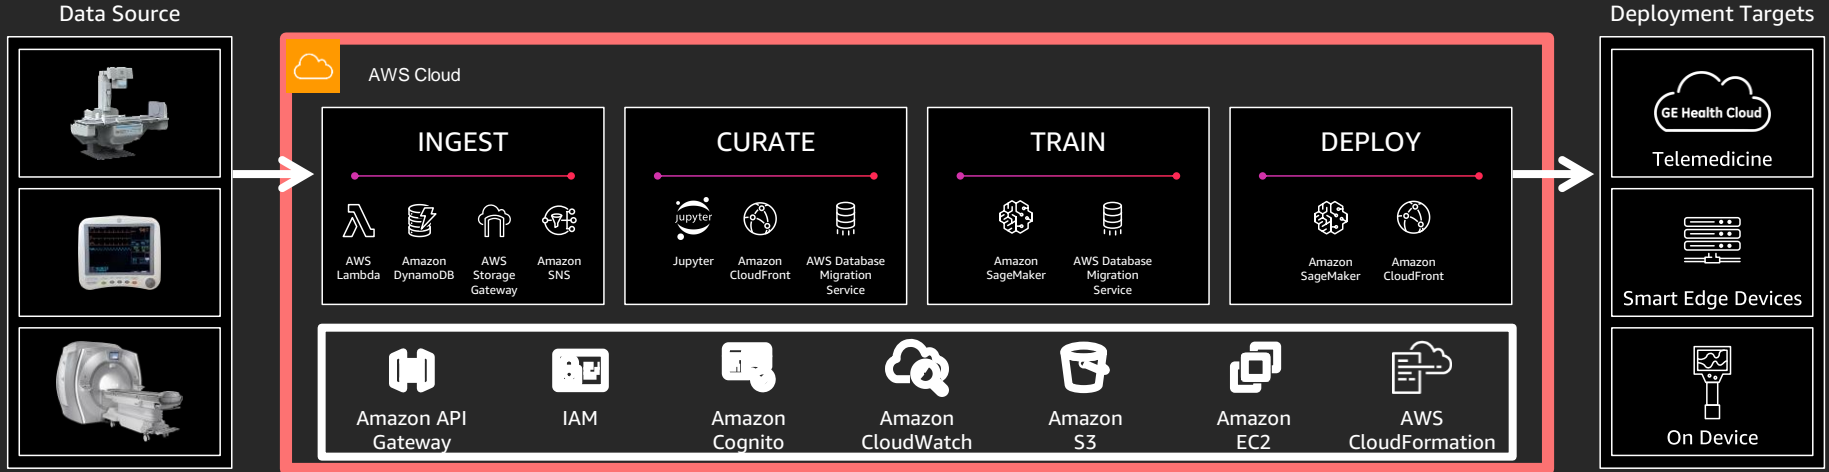 Data Source
Deployment Targets
AWS Cloud
INGEST
AWS
Lambda
Amazon
DynamoDB
AWS
Storage
Gateway
Amazon
SNS
CURATE
Jupyter
Jupyter
Amazon
CloudFront
AWS Database
Migration
Service
TRAIN
Amazon
SageMaker
AWS Database
Migration
Service
DEPLOY
Amazon
SageMaker
Amazon
CloudFront
Amazon API
Gateway
IAM
Amazon
Cognito
Amazon
CloudWatch
Amazon
S3
Amazon
EC2
AWS
CloudFormation
GE Health Cloud
Telemedicine
Smart Edge Devices
On Device